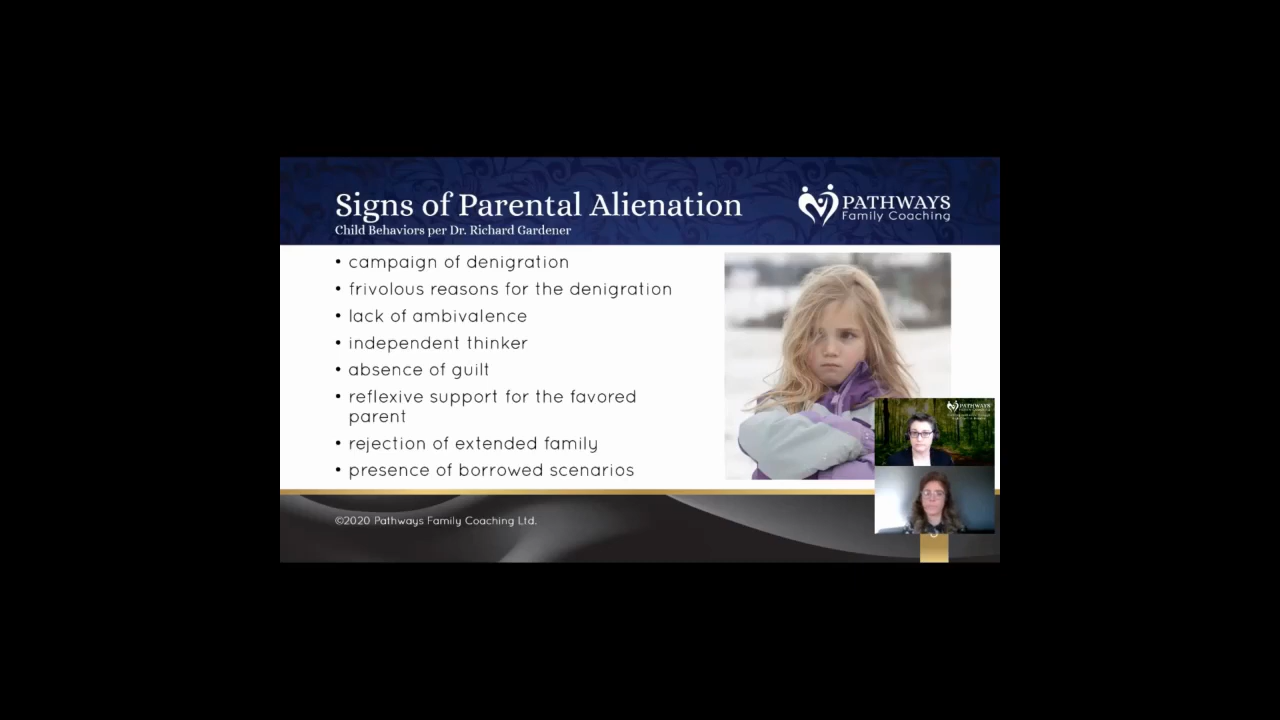 Signs of Parental Alienation
Child Behaviors per Dr. Richard Gardener
PATHWAYS
Family Coaching
• campaign of denigration
• frivolous reasons for the denigration
• lack of ambivalence
• independent thinker
• absence of guilt
• reflexive support for the favored
parent
• rejection of extended family
• presence of borrowed scenarios
PATHWAYS
©2020 Pathways Family Coaching Ltd.